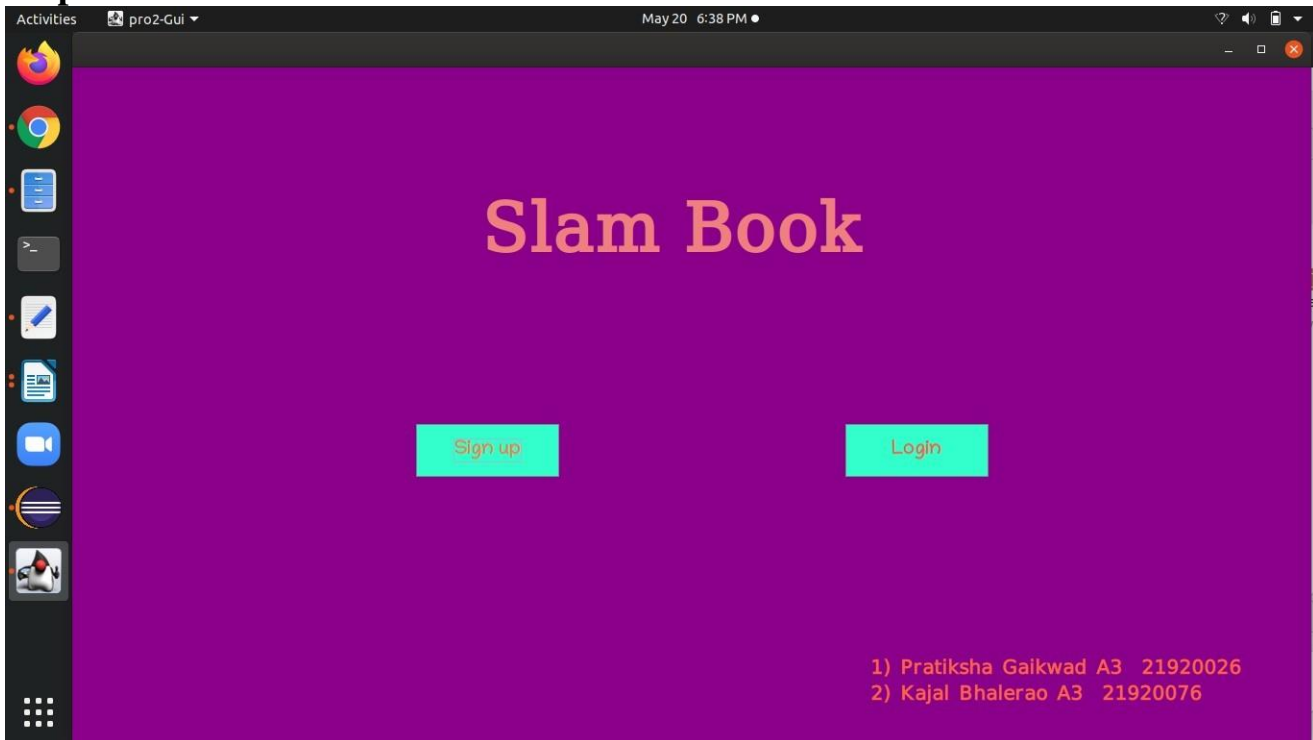 Activities pro2-Gui May 20 6:38 PM
Slam Book
Sign up Login
1) Pratiksha Gaikwad A3 21920026
2) Kajal Bhalerao A3 21920076